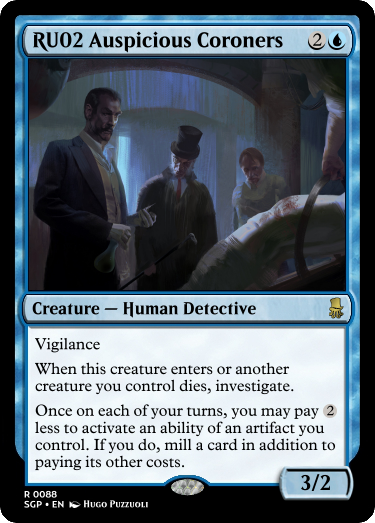 RU02 Auspicious Coroners 2
Creature — Human Detective
Vigilance
When this creature enters or another
creature you control dies, investigate.
Once on each of your turns, you may pay 2
less to activate an ability of an artifact you
control. If you do, mill a card in addition to
paying its other costs.
3/2
R 0088
SGP • EN Hugo Puzzuoli